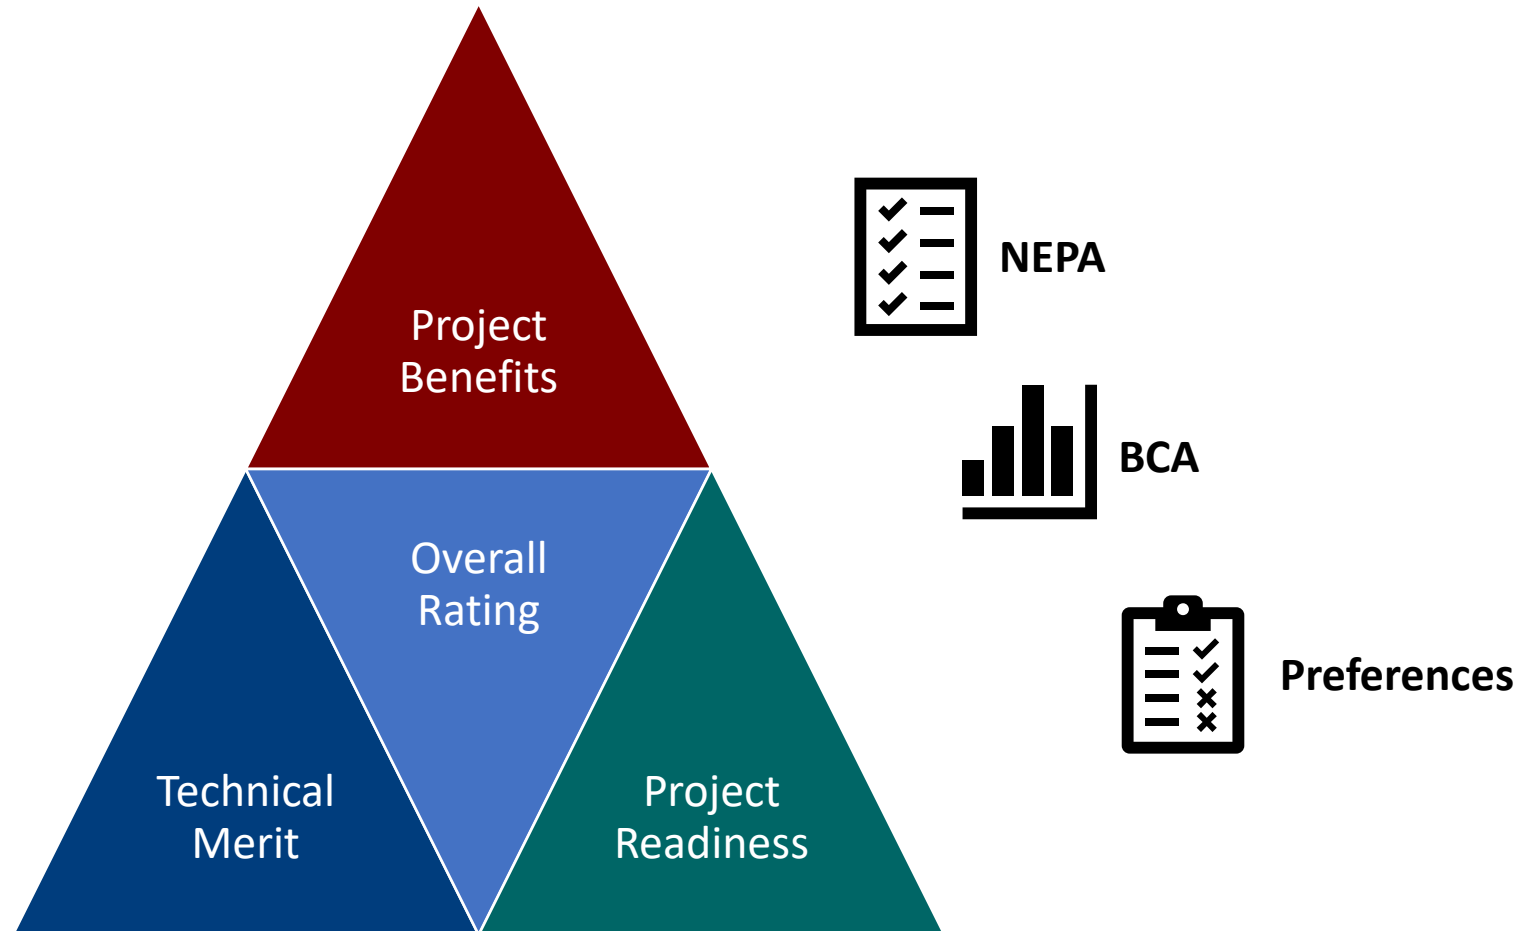 Project
Benefits
Overall
Rating
Technical
Merit
Project
Readiness
NEPA
BCA
Preferences